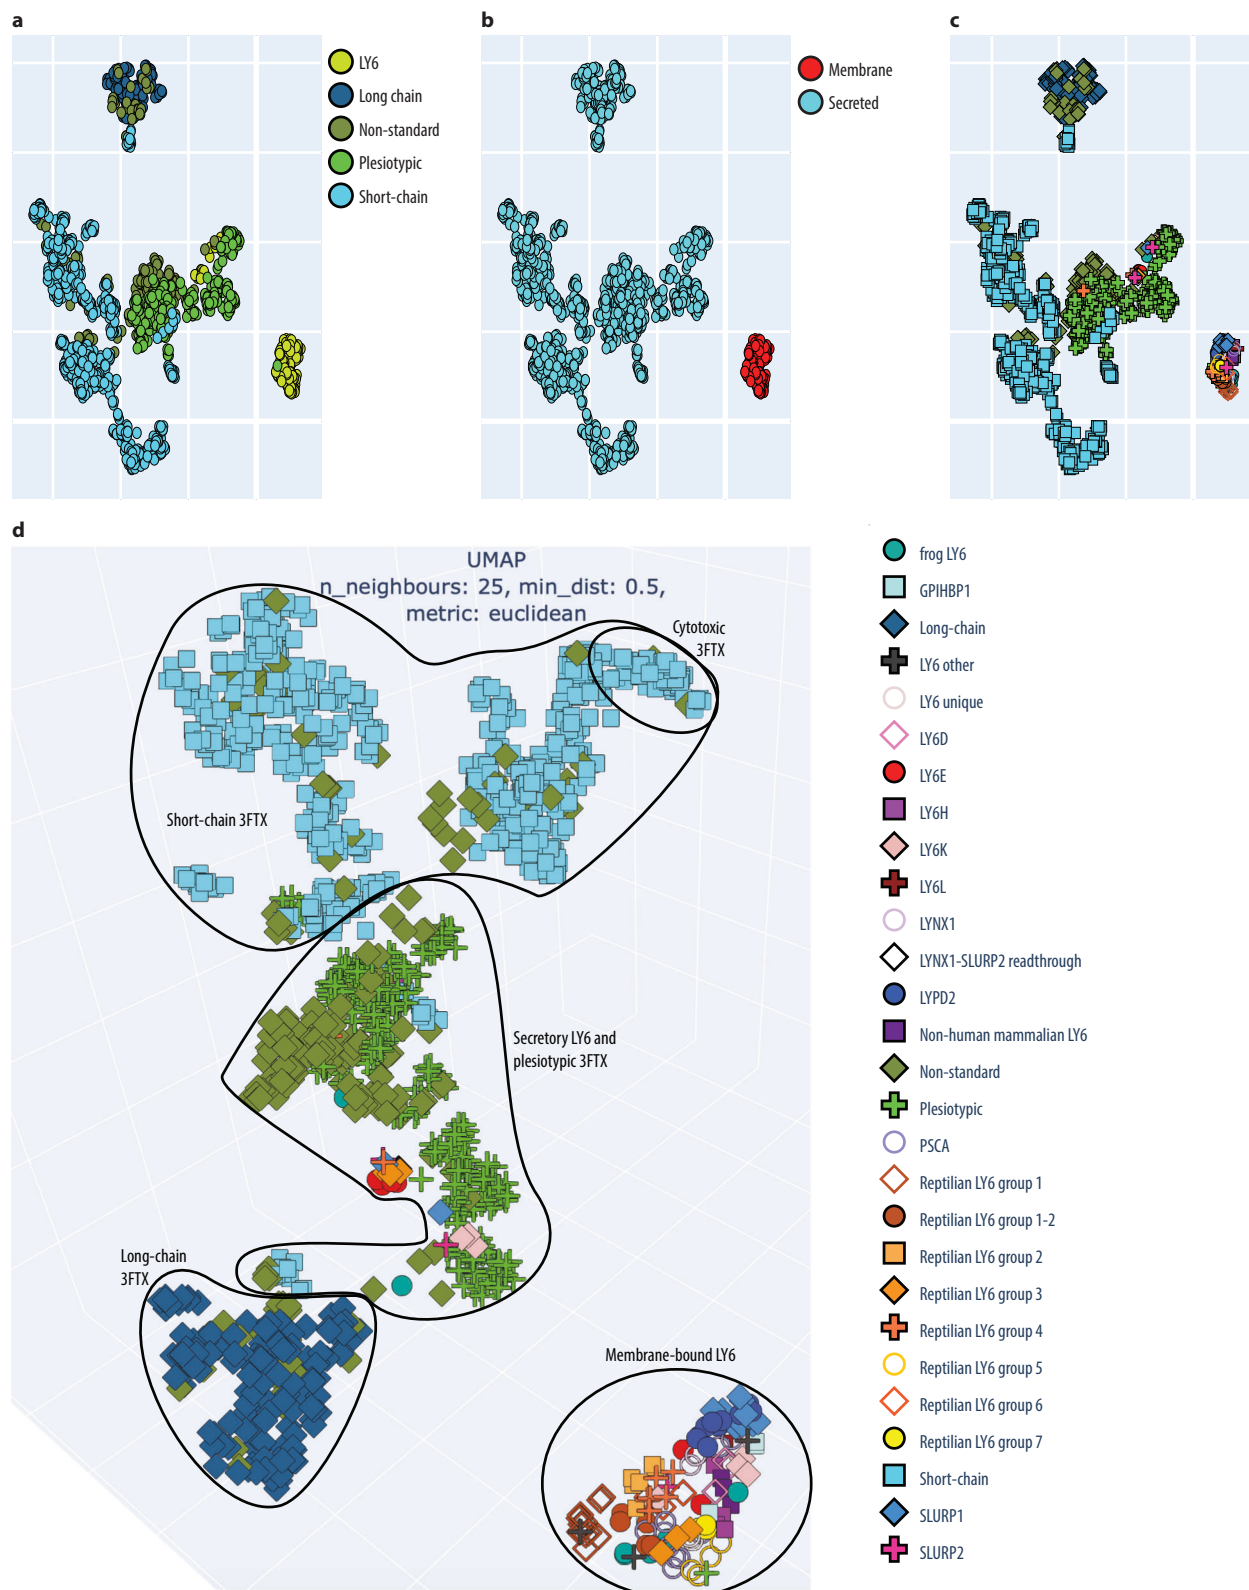 a
LY6
Long chain
Non-standard
Plesiotypic
Short-chain
b
Membrane
Secreted
c
d
UMAP
n_neighbours: 25, min_dist: 0.5,
metric: euclidean
Cytotoxic
3FTX
Short-chain 3FTX
Secretory LY6 and
plesiotypic 3FTX
Long-chain
3FTX
Membrane-bound LY6
frog LY6
GPIHBP1
Long-chain
LY6 other
LY6 unique
LY6D
LY6E
LY6H
LY6K
LY6L
LYNX1
LYNX1-SLURP2 readthrough
LYPD2
Non-human mammalian LY6
Non-standard
Plesiotypic
PSCA
Reptilian LY6 group 1
Reptilian LY6 group 1-2
Reptilian LY6 group 2
Reptilian LY6 group 3
Reptilian LY6 group 4
Reptilian LY6 group 5
Reptilian LY6 group 6
Reptilian LY6 group 7
Short-chain
SLURP1
SLURP2